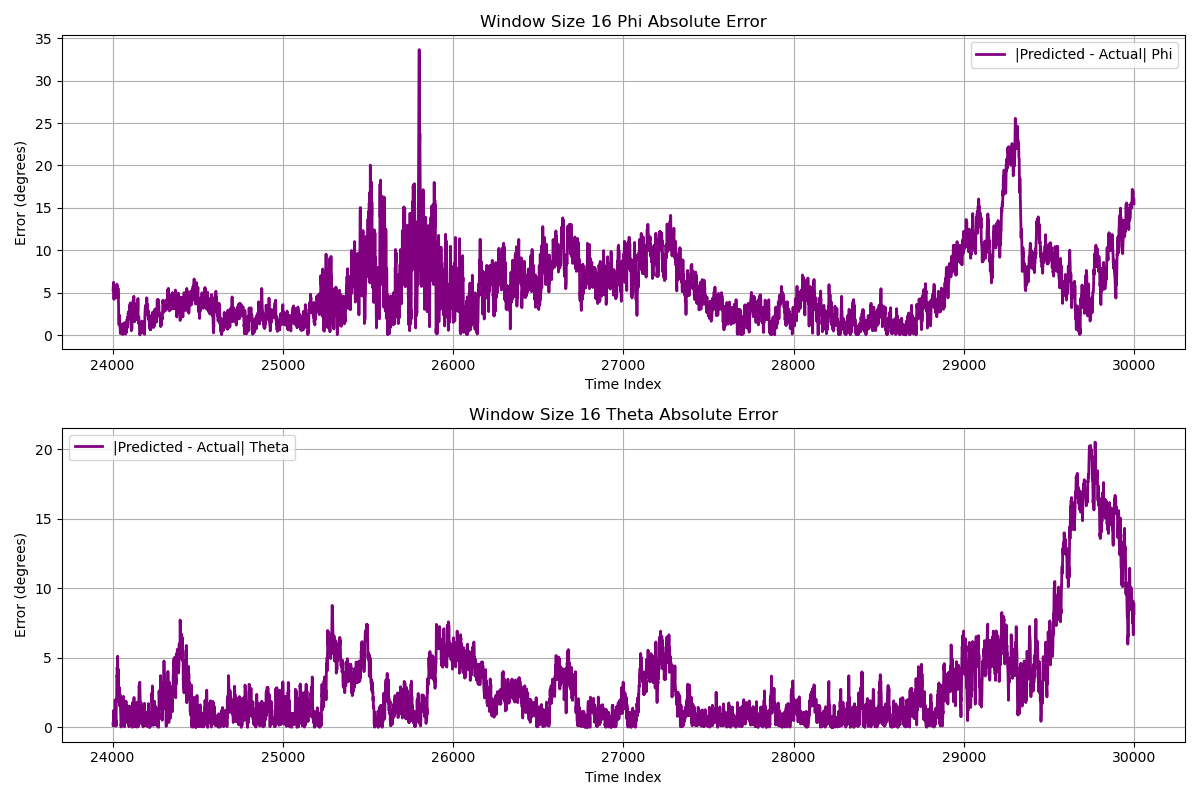 Window Size 16 Phi Absolute Error
35
30
25
20
15
10
5
0
Error (degrees)
|Predicted - Actual| Phi
24000 25000 26000 27000 28000 29000 30000
Time Index
Window Size 16 Theta Absolute Error
20
15
10
5
0
Error (degrees)
|Predicted - Actual| Theta
24000 25000 26000 27000 28000 29000 30000
Time Index